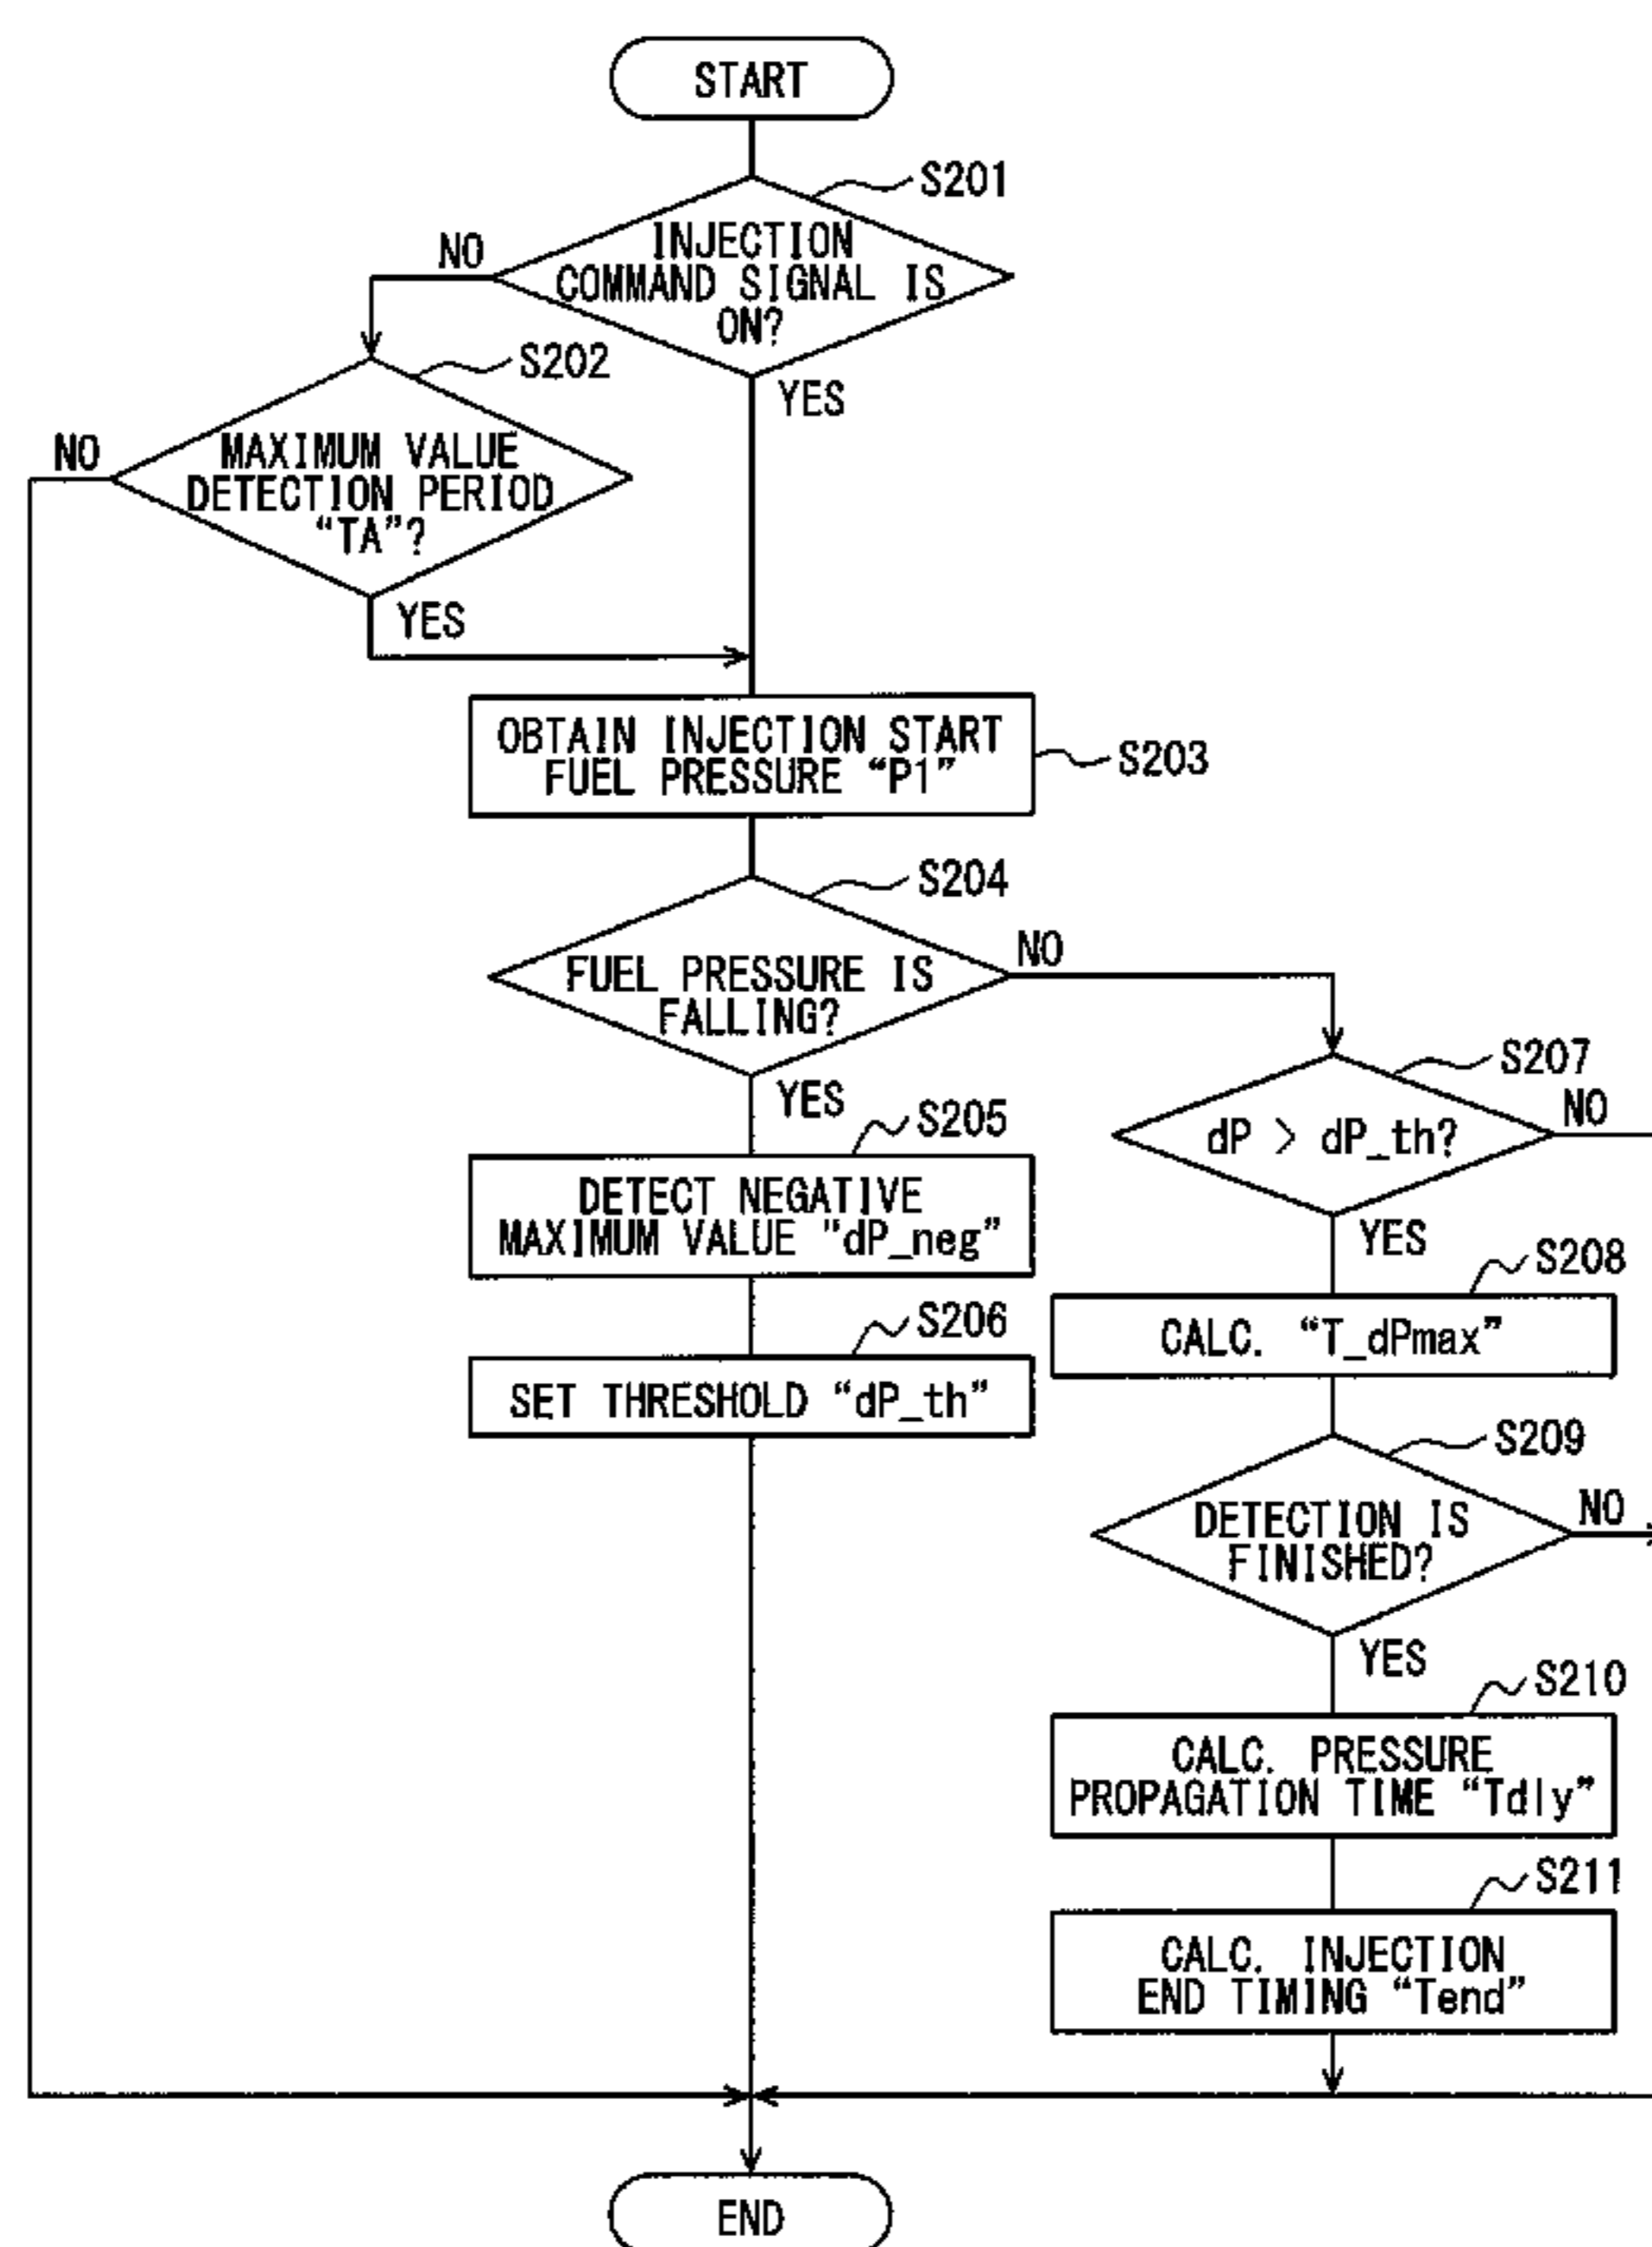 START
S201
INJECTION
COMMAND SIGNAL IS
ON?
NO
YES
S202
MAXIMUM VALUE
DETECTION PERIOD
“TA”?
NO
YES
OBTAIN INJECTION START
FUEL PRESSURE “P1”
S203
S204
FUEL PRESSURE IS
FALLING?
NO
YES
S205
DETECT NEGATIVE
MAXIMUM VALUE "dP_neg"
S206
SET THRESHOLD “dP_th”
S207
dP > dP_th?
NO
YES
S208
CALC. “T_dPmax”
S209
DETECTION IS
FINISHED?
NO
YES
S210
CALC. PRESSURE
PROPAGATION TIME “Tdly”
S211
CALC. INJECTION
END TIMING “Tend”
END